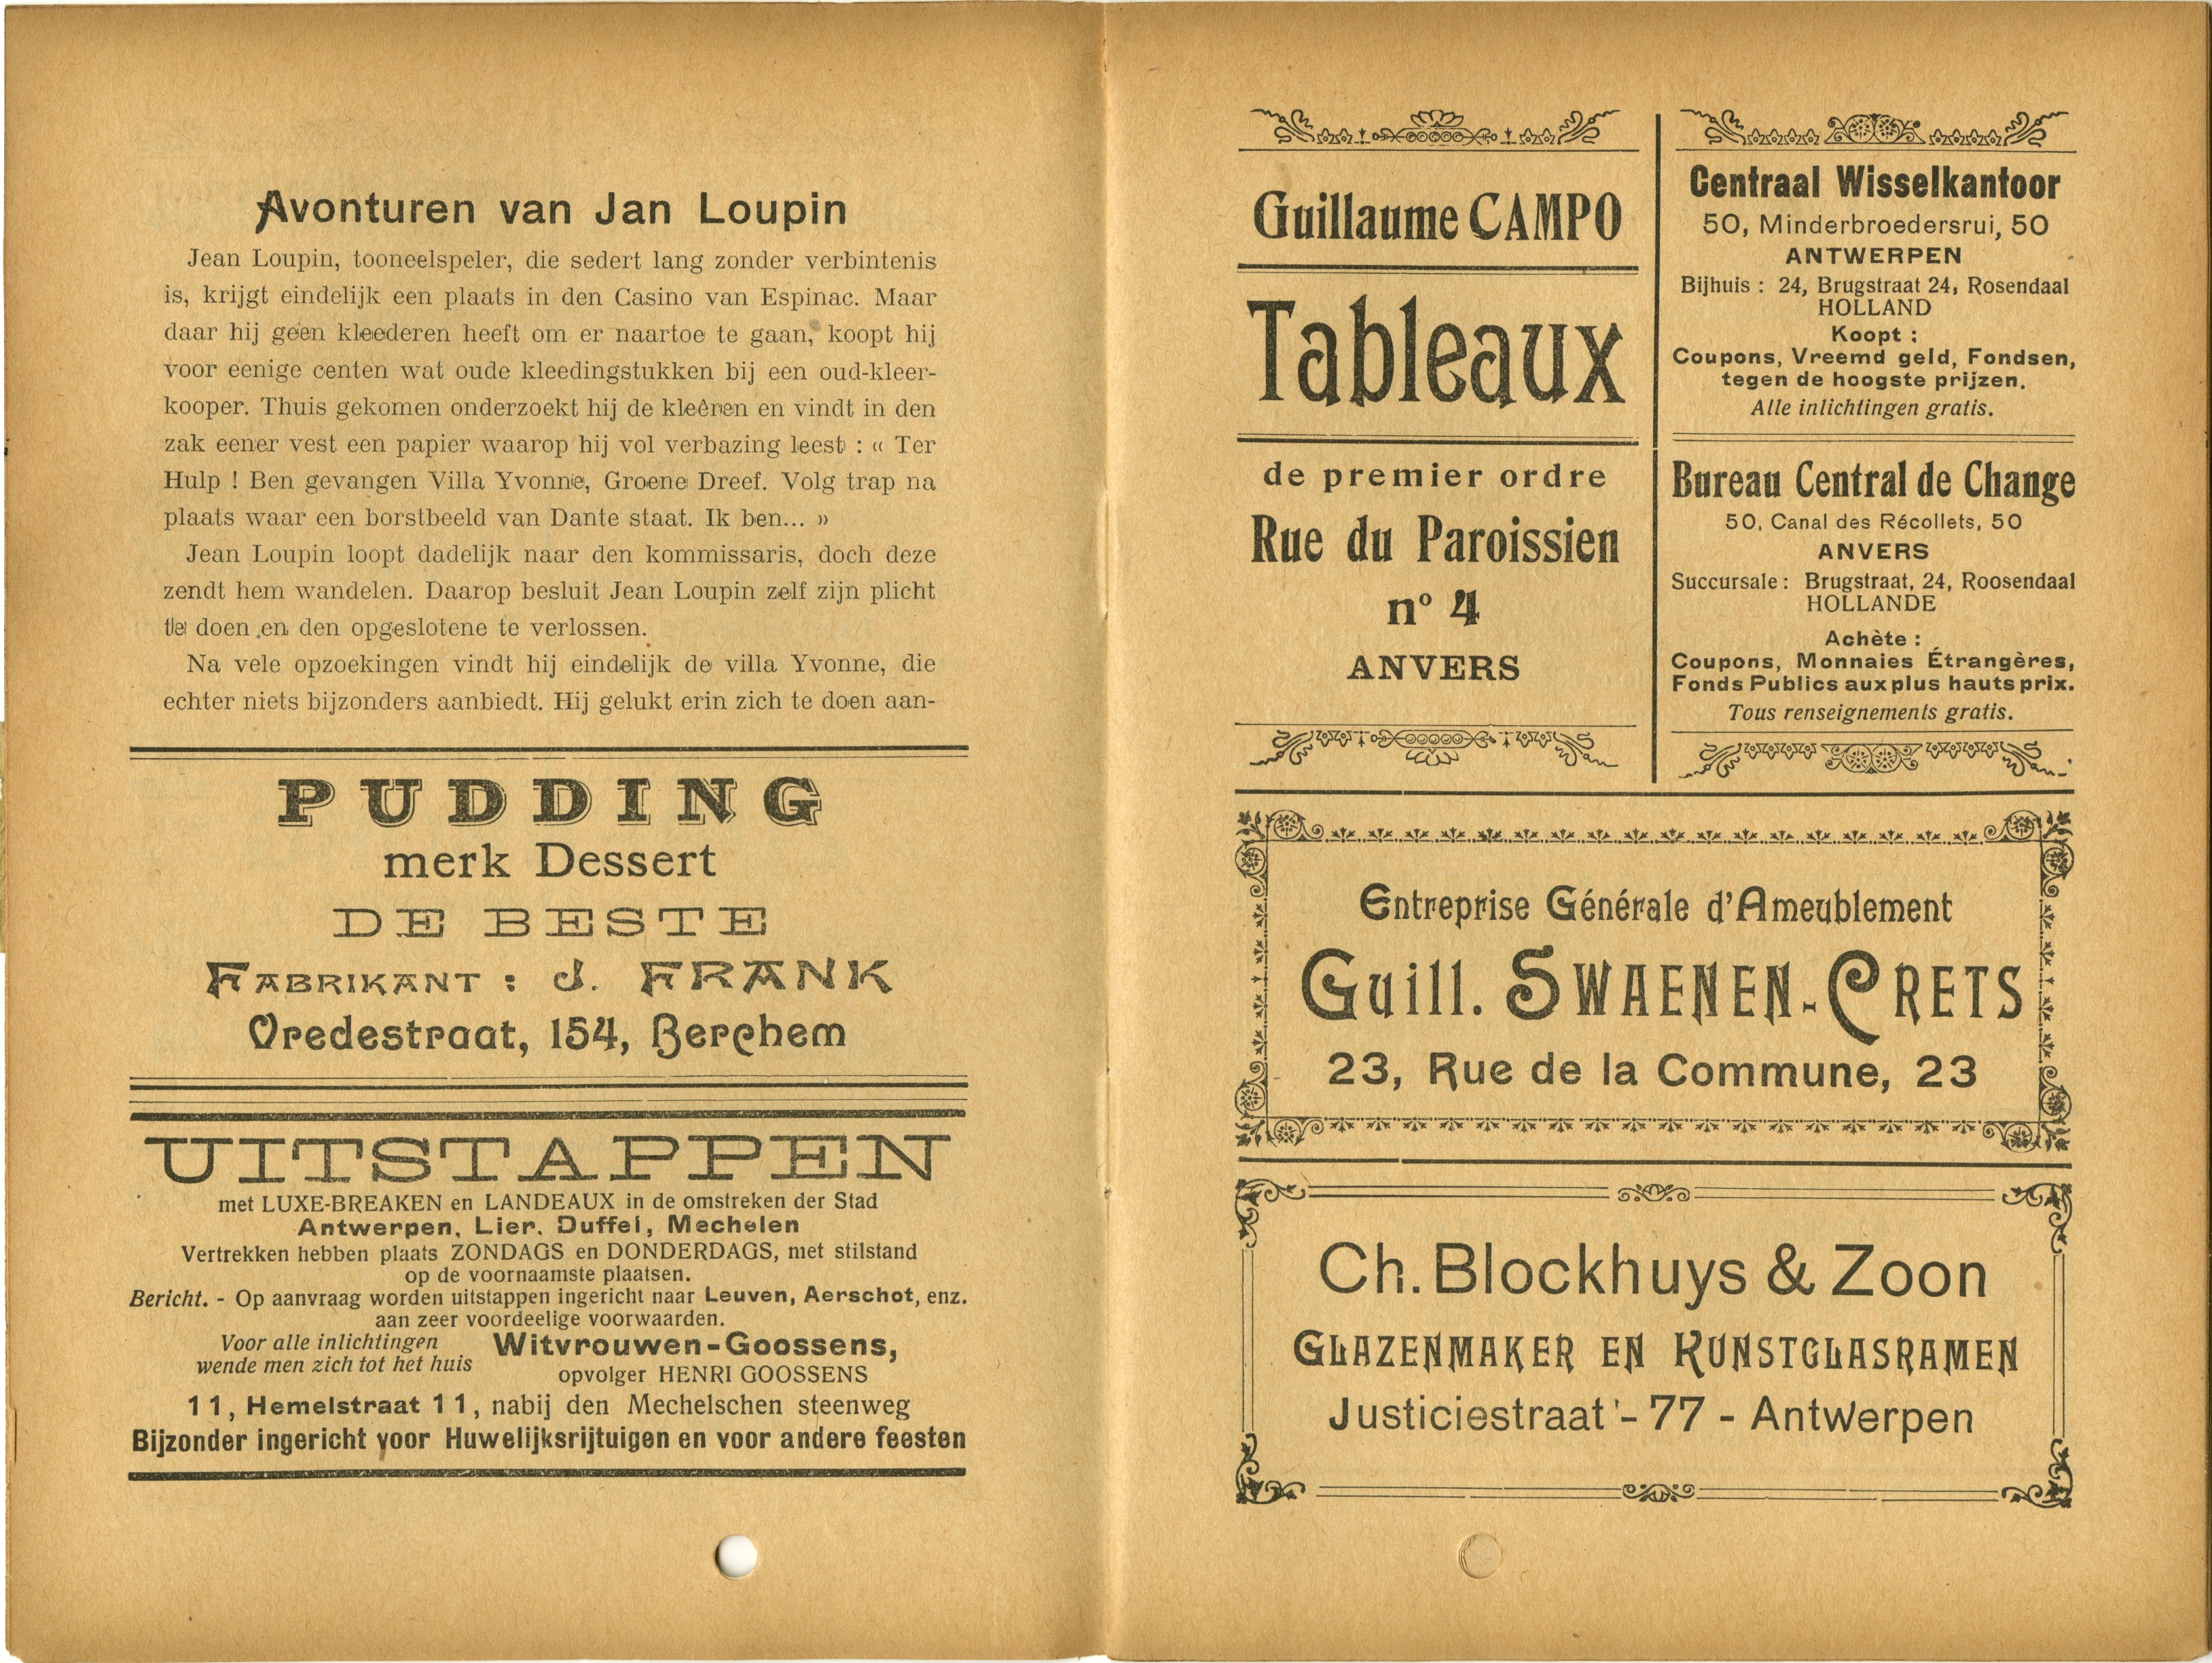 Avonturen van Jan Loupin
Jean Loupin, tooneelspeler, die sedert lang zonder verbintenis
is, krijgt eindelijk een plaats in den Casino van Espinac. Maar
daar hij geen kleederen heeft om er naartoe te gaan, koopt hij
voor eenige centen wat oude kleedingstukken bij een oud-kleer-
kooper. Thuis gekomen onderzoekt hij de kleêren en vindt in den
zak eener vest een papier waarop hij vol verbazing leest : « Ter
Hulp ! Ben gevangen Villa Yvonne, Groene Dreef. Volg trap na
plaats waar een borstbeeld van Dante staat. Ik ben... »
Jean Loupin loopt dadelijk naar den kommissaris, doch deze
zendt hem wandelen. Daarop besluit Jean Loupin zelf zijn plicht
te doen en den opgeslotene te verlossen.
Na vele opzoekingen vindt hij eindelijk de villa Yvonne, die
echter niets bijzonders aanbiedt. Hij gelukt erin zich te doen aan-
PUDDING
merk Dessert
DE BESTE
FABRIKANT : J. FRANK
Vredestraat, 154, Berchem
UITSTAPPEN
met LUXE-BREAKEN en LANDEAUX in de omstreken der Stad
Antwerpen, Lier, Duffel, Mechelen
Vertrekken hebben plaats ZONDAGS en DONDERDAGS, met stilstand
op de voornaamste plaatsen.
Bericht. - Op aanvraag worden uitstappen ingericht naar Leuven, Aerschot, enz.
aan zeer voordeelige voorwaarden.
Voor alle inlichtingen
wende men zich tot het huis
Witvrouwen-Goossens,
opvolger HENRI GOOSSENS
11, Hemelstraat 11, nabij den Mechelschen steenweg
Bijzonder ingericht voor Huwelijksrijtuigen en voor andere feesten
Guillaume CAMPO
Tableaux
de premier ordre
Rue du Paroissien
nº 4
ANVERS
Centraal Wisselkantoor
50, Minderbroedersrui, 50
ANTWERPEN
Bijhuis : 24, Brugstraat 24, Rosendaal
HOLLAND
Koopt :
Coupons, Vreemd geld, Fondsen,
tegen de hoogste prijzen.
Alle inlichtingen gratis.
Bureau Central de Change
50, Canal des Récollets, 50
ANVERS
Succursale : Brugstraat, 24, Roosendaal
HOLLANDE
Achète :
Coupons, Monnaies Étrangères,
Fonds Publics aux plus hauts prix.
Tous renseignements gratis.
Entreprise Générale d'Ameublement
Guill. SWAENEN-CRETS
23, Rue de la Commune, 23
Ch. Blockhuys & Zoon
GLAZENMAKER EN KUNSTGLASRAMEN
Justiciestraat - 77 - Antwerpen